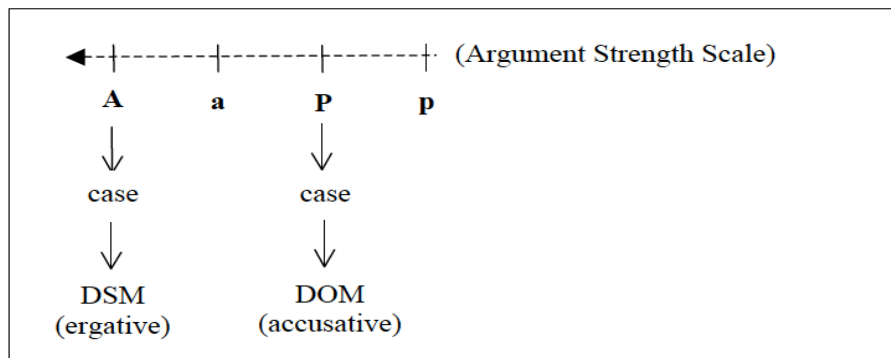 (Argument Strength Scale)
A a P p
case case
DSM DOM
(ergative) (accusative)